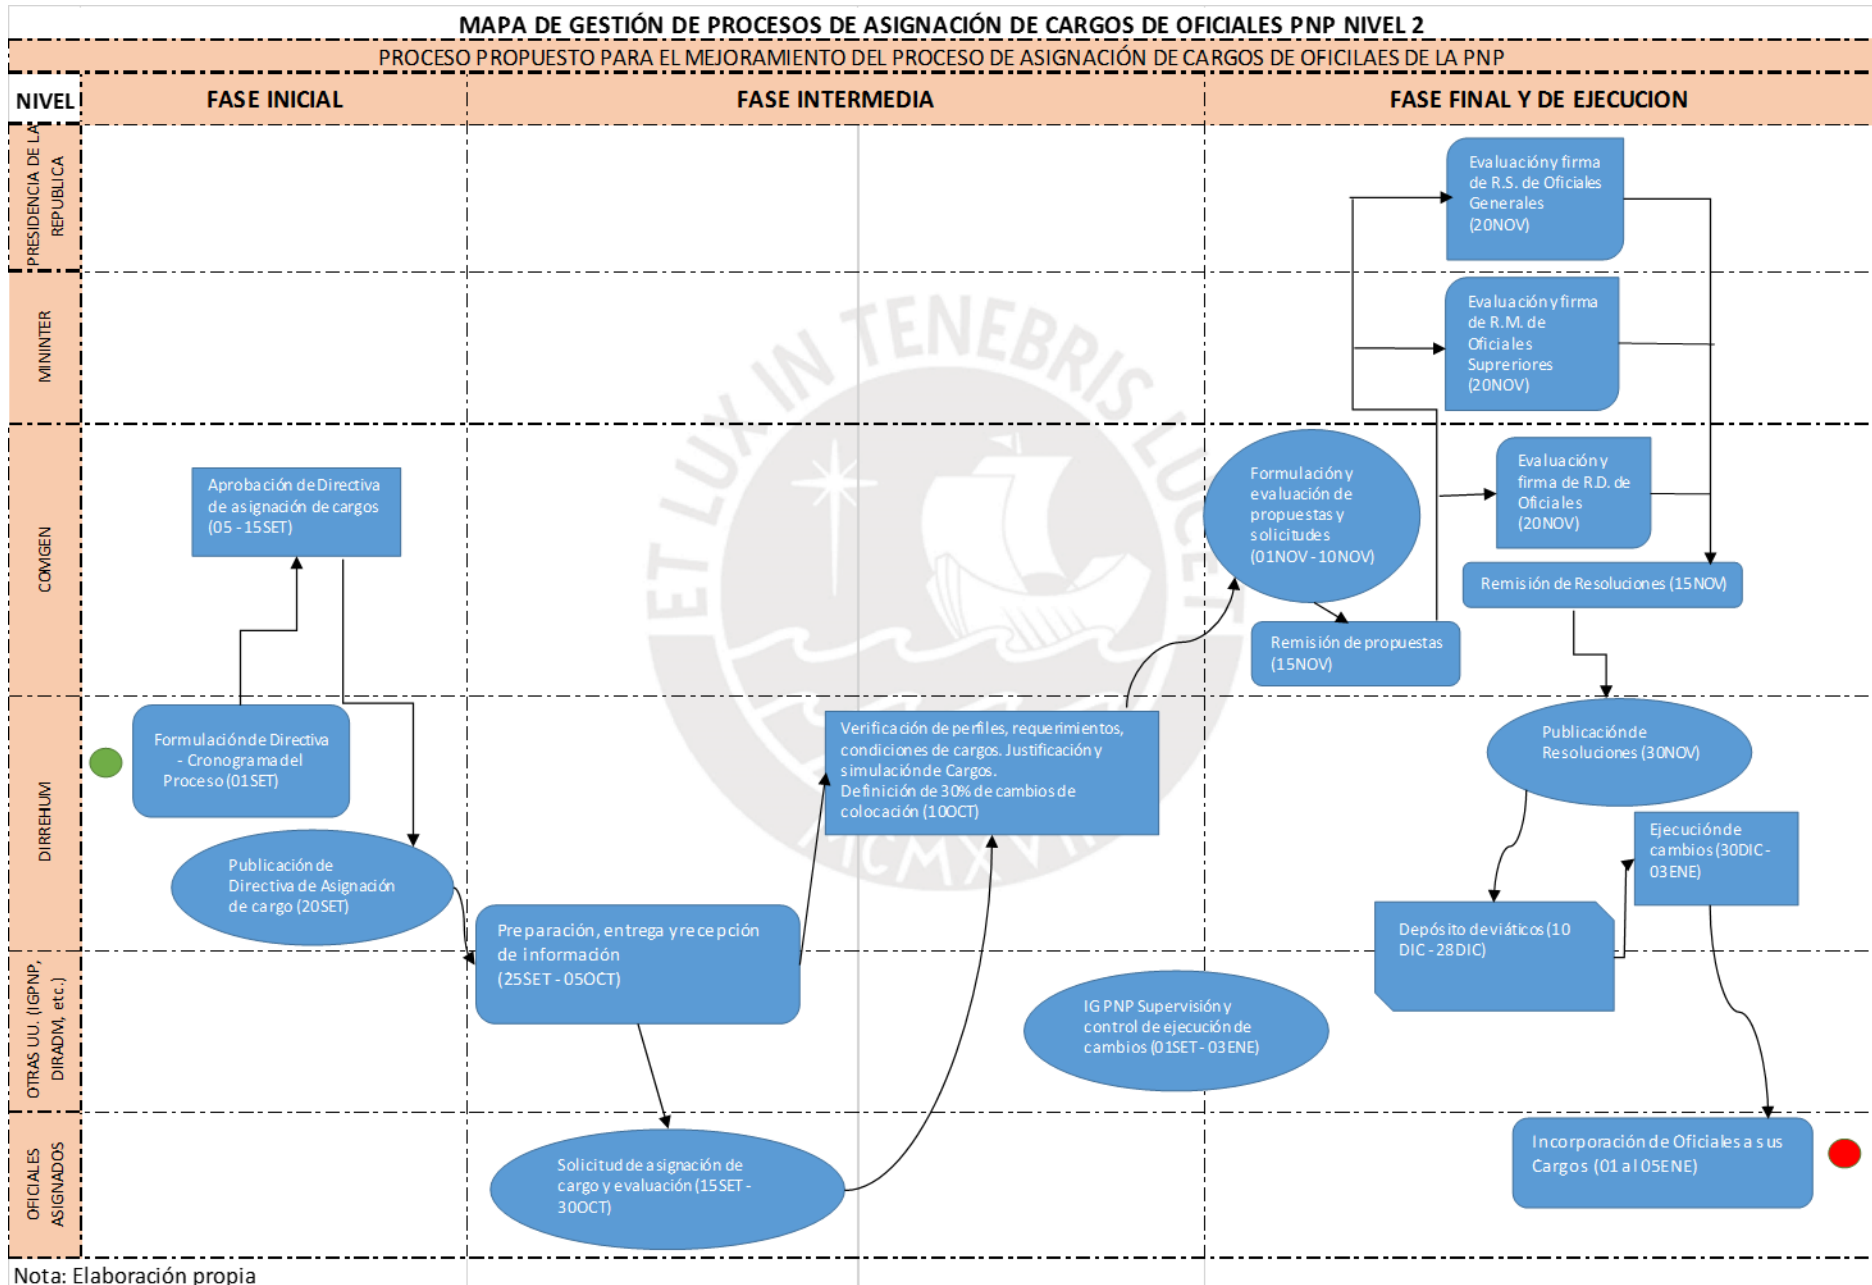 MAPA DE GESTIÓN DE PROCESOS DE ASIGNACIÓN DE CARGOS DE OFICIALES PNP NIVEL 2
PROCESO PROPUESTO PARA EL MEJORAMIENTO DEL PROCESO DE ASIGNACIÓN DE CARGOS DE OFICILAES DE LA PNP
NIVEL
FASE INICIAL
FASE INTERMEDIA
FASE FINAL Y DE EJECUCION
PRESIDENCIA DE LA
REPUBLICA
Evaluación y firma
de R.S. de Oficiales
Generales
(20NOV)
MININTER
Evaluación y firma
de R.M. de
Oficiales
Supreriores
(20NOV)
COMGEN
Aprobación de Directiva
de asignación de cargos
(05 - 15SET)
Formulación y
evaluación de
propuestas y
solicitudes
(01NOV - 10NOV)
Evaluación y
firma de R.D. de
Oficiales
(20NOV)
Remisión de Resoluciones (15NOV)
Remisión de propuestas
(15NOV)
DIRREHUM
Formulación de Directiva
- Cronograma del
Proceso (01SET)
Publicación de
Directiva de Asignación
de cargo (20SET)
Verificación de perfiles, requerimientos,
condiciones de cargos. Justificación y
simulación de Cargos.
Definición de 30% de cambios de
colocación (10OCT)
Publicación de
Resoluciones (30NOV)
Ejecución de
cambios (30DIC -
03ENE)
Preparación, entrega y recepción
de información
(25SET - 05OCT)
Depósito de viáticos (10
DIC - 28DIC)
OTRAS UU. (IGPNP,
DIRADM, etc.)
IG PNP Supervisión y
control de ejecución de
cambios (01SET - 03ENE)
OFICIALES
ASIGNADOS
Solicitud de asignación de
cargo y evaluación (15SET -
30OCT)
Incorporación de Oficiales a sus
Cargos (01 al 05ENE)
ET LUX IN TENEBRIS LUCET
MCMXVII
Nota: Elaboración propia